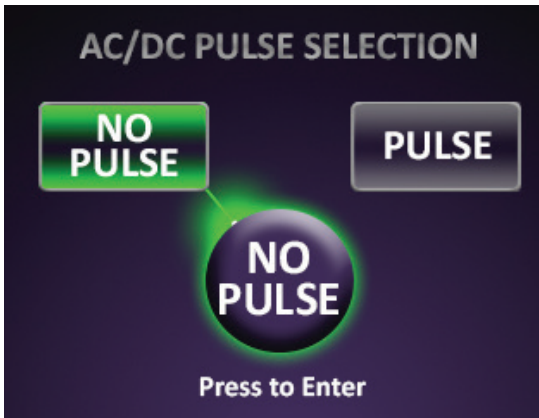 AC/DC PULSE SELECTION
NO
PULSE
PULSE
NO
PULSE
Press to Enter